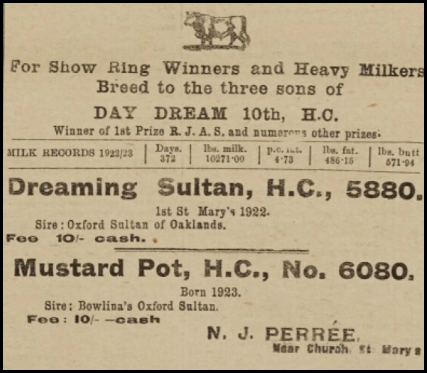 For Show Ring Winners and Heavy Milkers
Breed to the three sons of
DAY DREAM 10th, H.C.
Winner of 1st Prize R.J.A.S. and numerous other prizes.
MILK RECORDS 1922/23 | Days. 372 | lbs. milk. 10271·00 | p.c. fat. 4·73 | lbs. fat. 486·15 | lbs. butt 571-94
Dreaming Sultan, H.C., 5880.
1st St Mary's 1922.
Sire: Oxford Sultan of Oaklands.
Fee 10/- cash.
Mustard Pot, H.C., No. 6080.
Born 1923.
Sire: Bowlina's Oxford Sultan.
Fee: 10/- —cash
N. J. PERRÉE,
Near Church, St Mary's